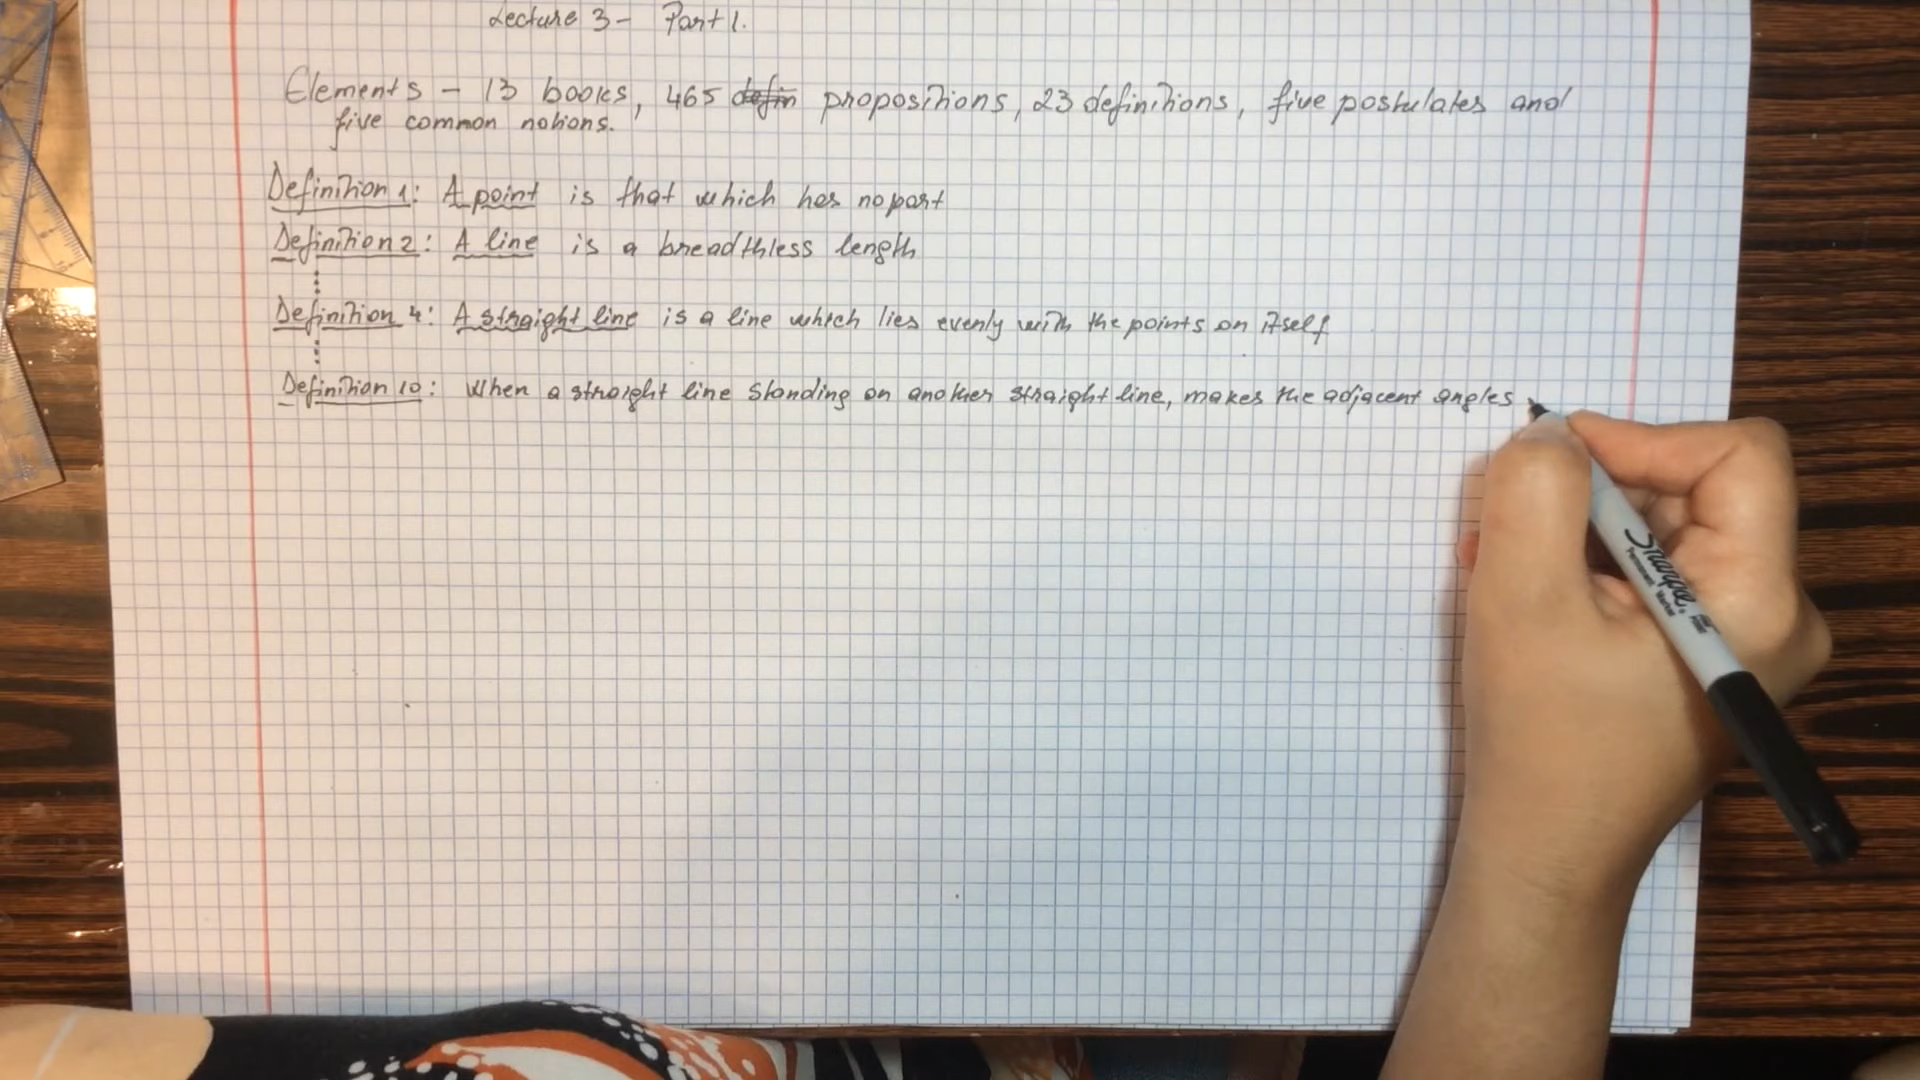 Lecture 3 - Part 1.
Elements - 13 books, 465 defin propositions, 23 definitions, five postulates and
five common notions.
Definition 1: A point is that which has no part
Definition 2: A line is a breadthless length
Definition 4: A straight line is a line which lies evenly with the points on itself
Definition 10: When a straight line standing on another straight line, makes the adjacent angles
Sharpie
Permanent Marker